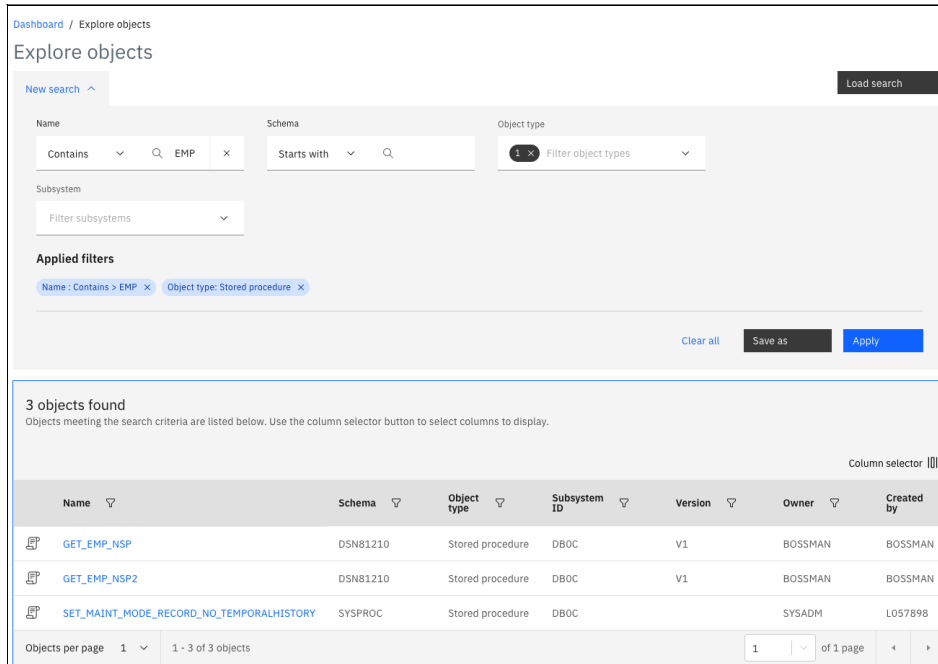 Dashboard / Explore objects
Explore objects
New search
Load search
Name
Schema
Object type
Contains
EMP
Starts with
1 × Filter object types
Subsystem
Filter subsystems
Applied filters
Name : Contains > EMP ×
Object type: Stored procedure ×
Clear all
Save as
Apply
3 objects found
Objects meeting the search criteria are listed below. Use the column selector button to select columns to display.
Column selector
Name Schema Object type Subsystem ID Version Owner Created by
GET_EMP_NSP DSN81210 Stored procedure DB0C V1 BOSSMAN BOSSMAN
GET_EMP_NSP2 DSN81210 Stored procedure DB0C V1 BOSSMAN BOSSMAN
SET_MAINT_MODE_RECORD_NO_TEMPORALHISTORY SYSPROC Stored procedure DB0C SYSADM L057898
Objects per page 1 1 - 3 of 3 objects 1 of 1 page